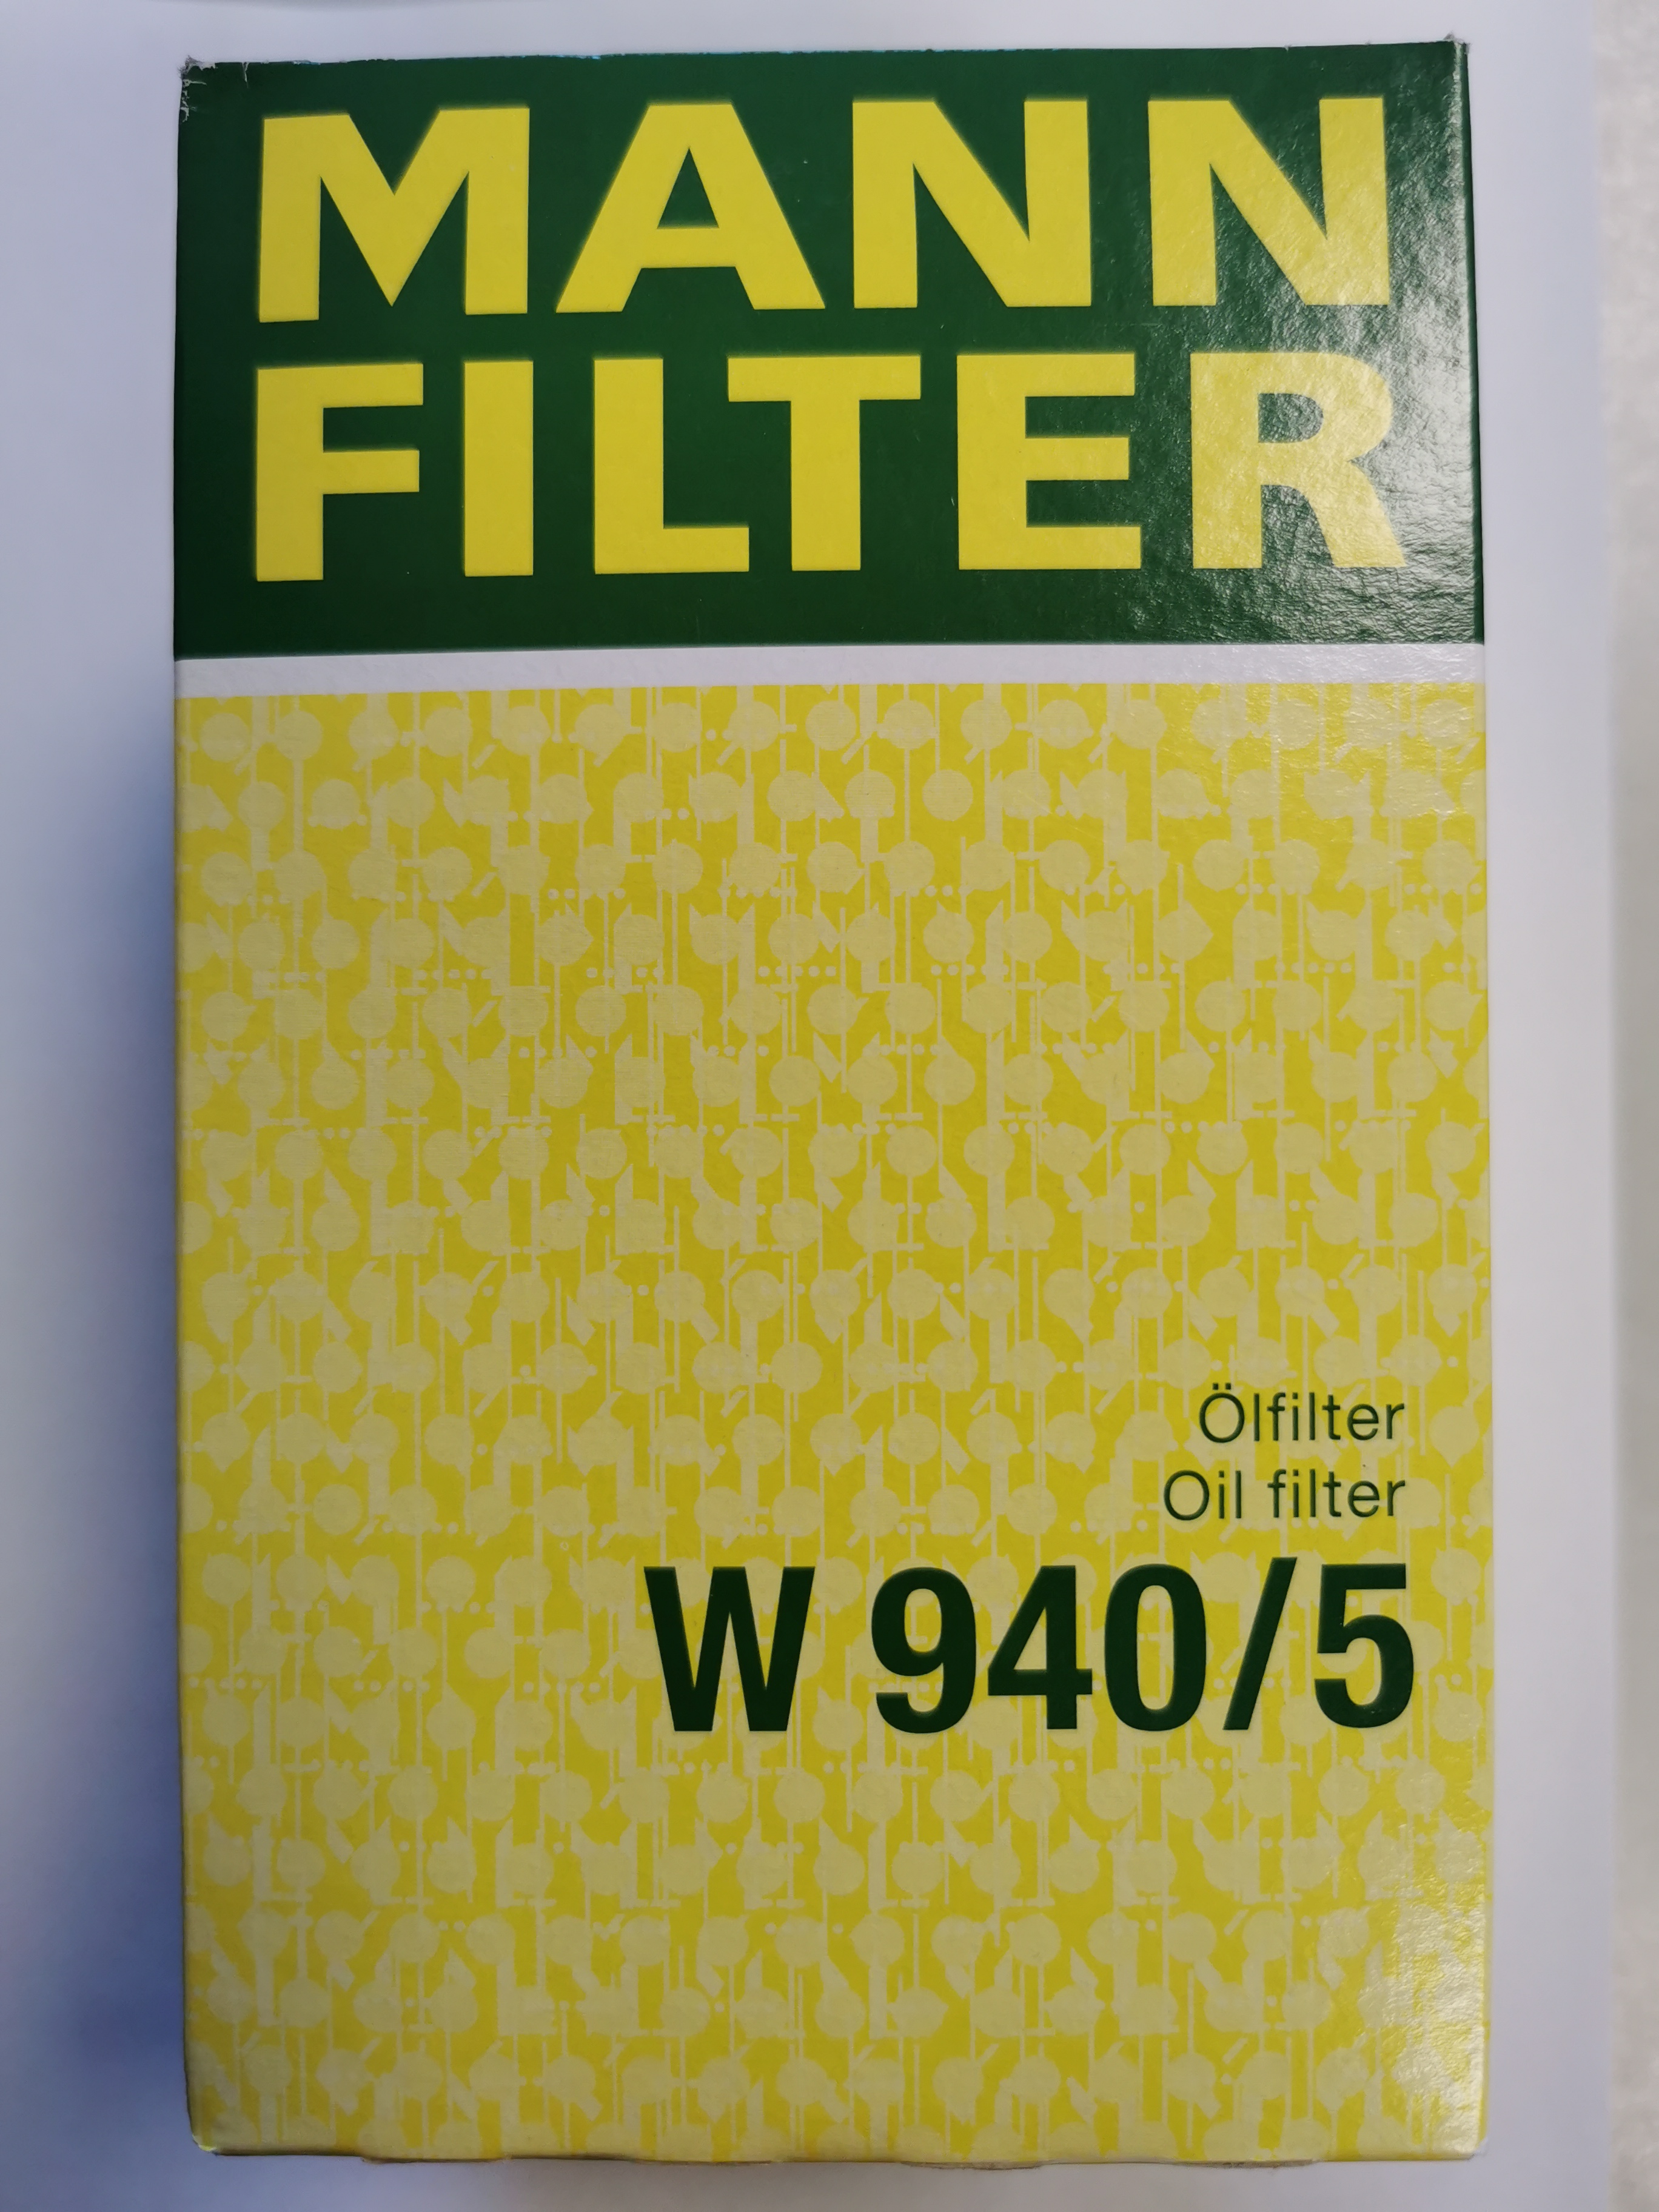 MANN
FILTER
Ölfilter
Oil filter
W 940/5